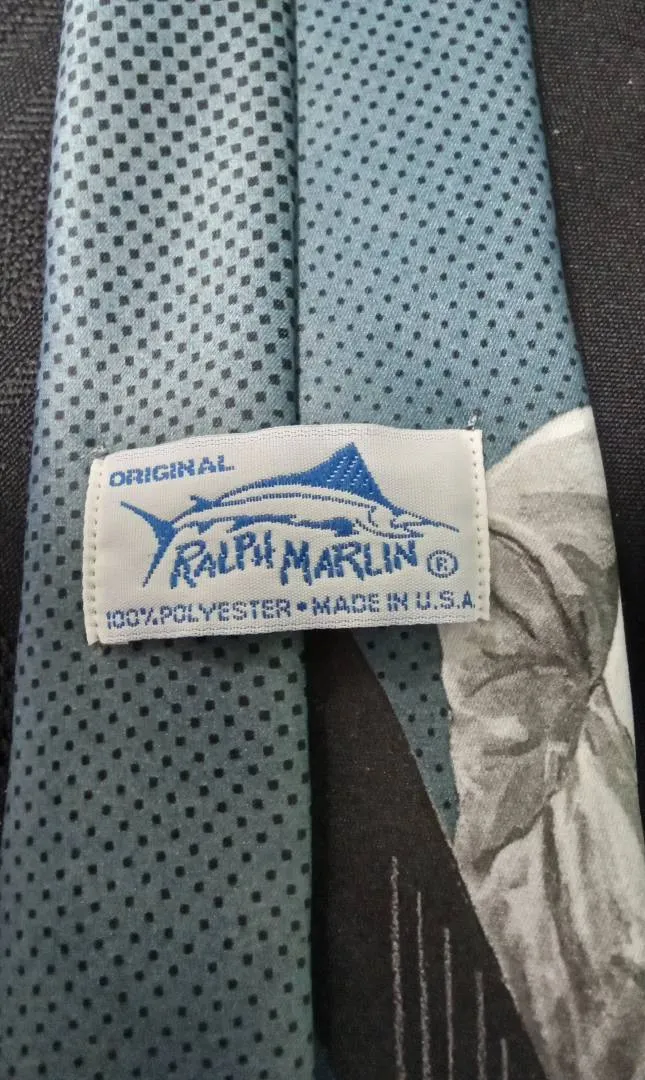 ORIGINAL
RALPH MARLIN ®
100% POLYESTER • MADE IN U.S.A